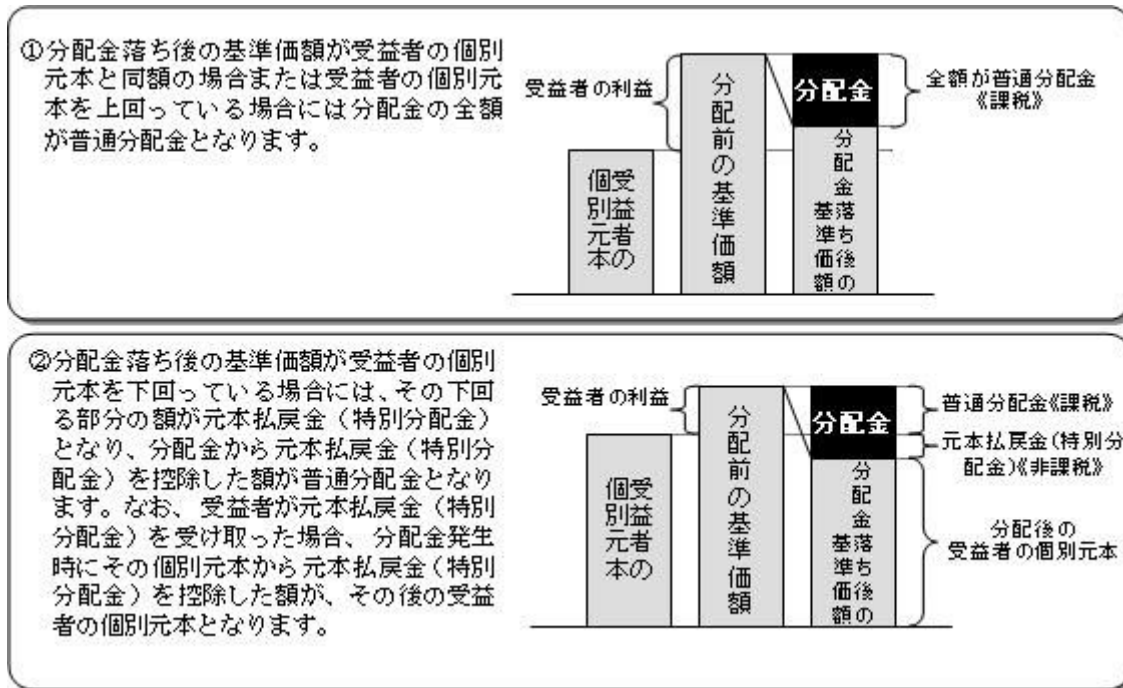 ①分配金落ち後の基準価額が受益者の個別
元本と同額の場合または受益者の個別元
本を上回っている場合には分配金の全額
が普通分配金となります。
受益者の利益
受益者の
個別元本
分配前の基準価額
分配金
分配金落ち後の
基準価額
全額が普通分配金
《課税》
②分配金落ち後の基準価額が受益者の個別
元本を下回っている場合には、その下回
る部分の額が元本払戻金（特別分配金）
となり、分配金から元本払戻金（特別分
配金）を控除した額が普通分配金となり
ます。なお、受益者が元本払戻金（特別
分配金）を受け取った場合、分配金発生
時にその個別元本から元本払戻金（特別
分配金）を控除した額が、その後の受益
者の個別元本となります。
受益者の利益
受益者の
個別元本
分配前の基準価額
分配金
分配金落ち後の
基準価額
普通分配金《課税》
元本払戻金(特別分
配金)《非課税》
分配後の
受益者の個別元本